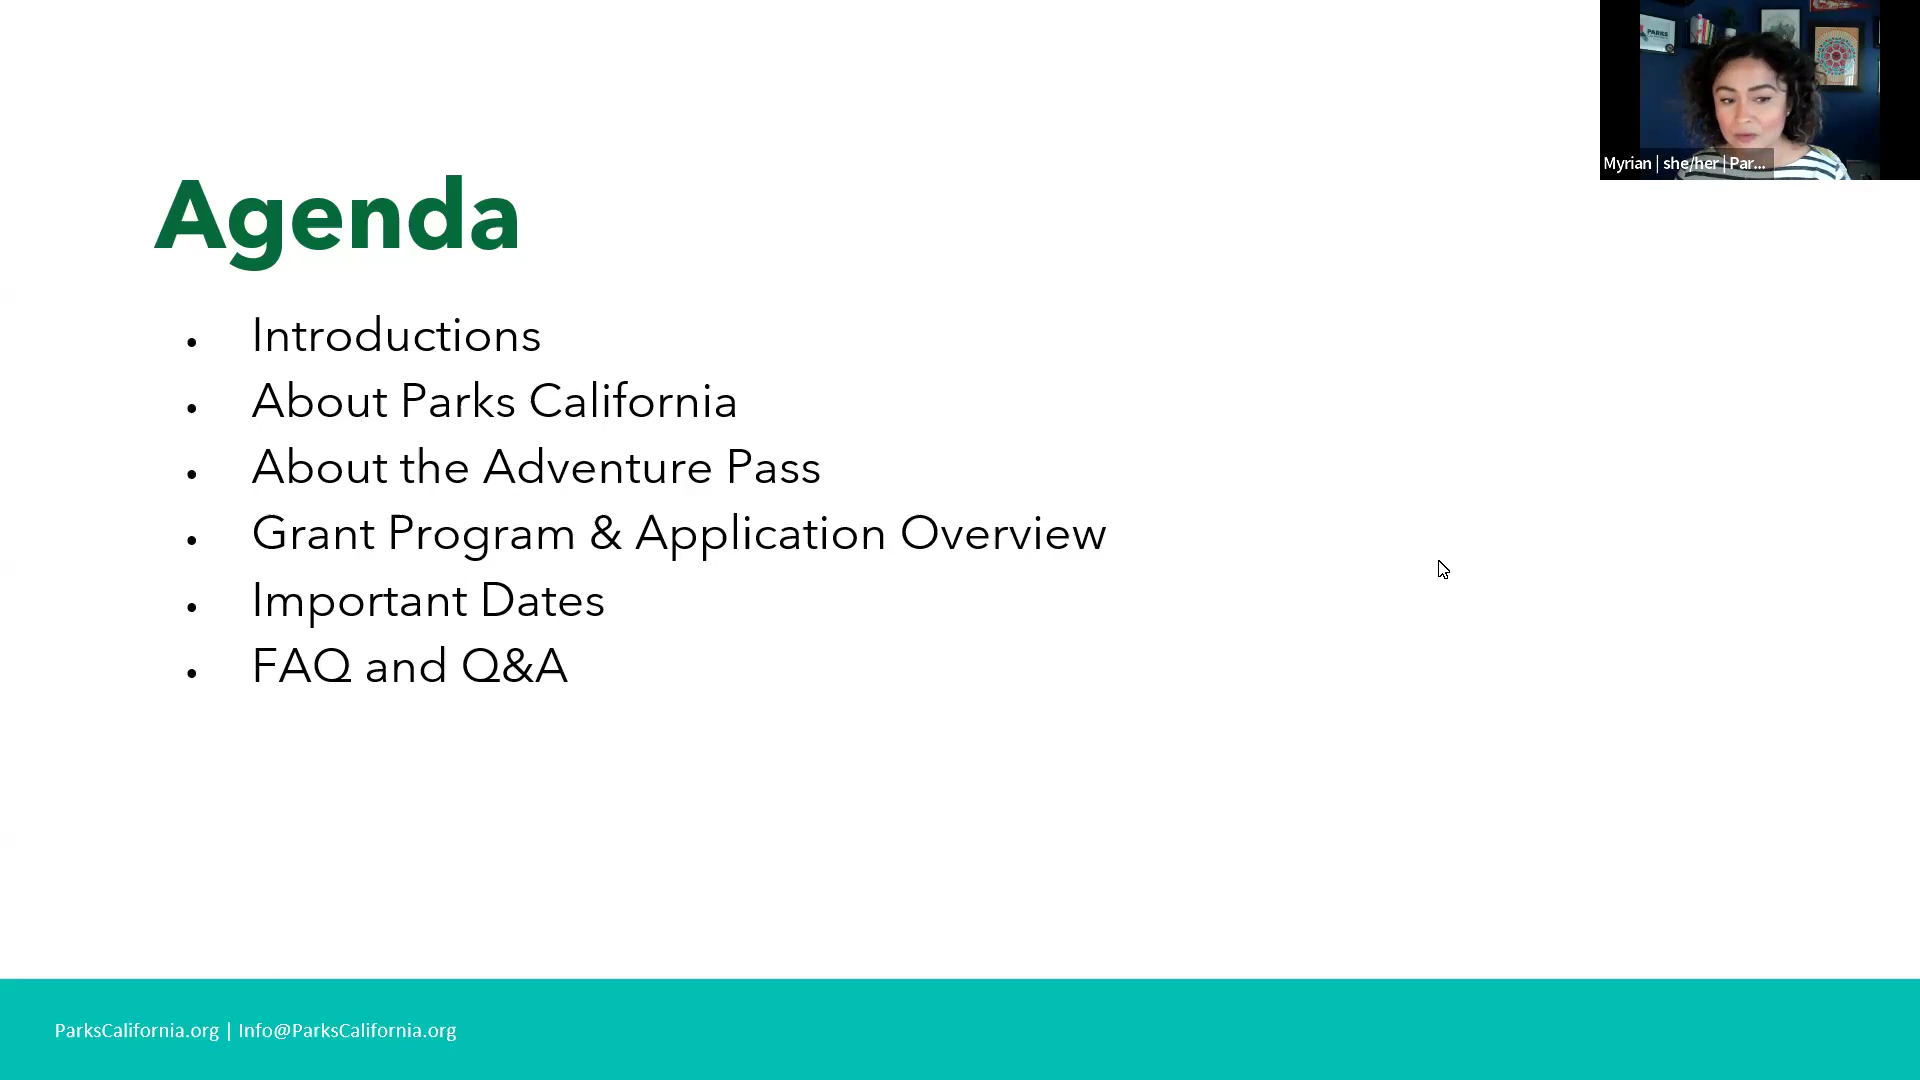 PARKS
Myrian | she/her | Par...
Agenda
• Introductions
• About Parks California
• About the Adventure Pass
• Grant Program & Application Overview
• Important Dates
• FAQ and Q&A
ParksCalifornia.org | Info@ParksCalifornia.org